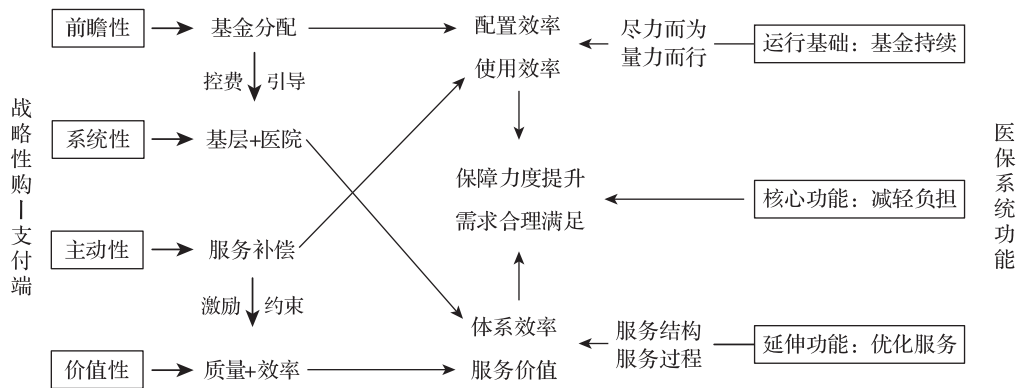 战略性购—支付端
前瞻性
基金分配
控费
引导
系统性
基层+医院
主动性
服务补偿
激励
约束
价值性
质量+效率
配置效率
使用效率
保障力度提升
需求合理满足
体系效率
服务价值
尽力而为
量力而行
运行基础：基金持续
核心功能：减轻负担
服务结构
服务过程
延伸功能：优化服务
医保系统功能